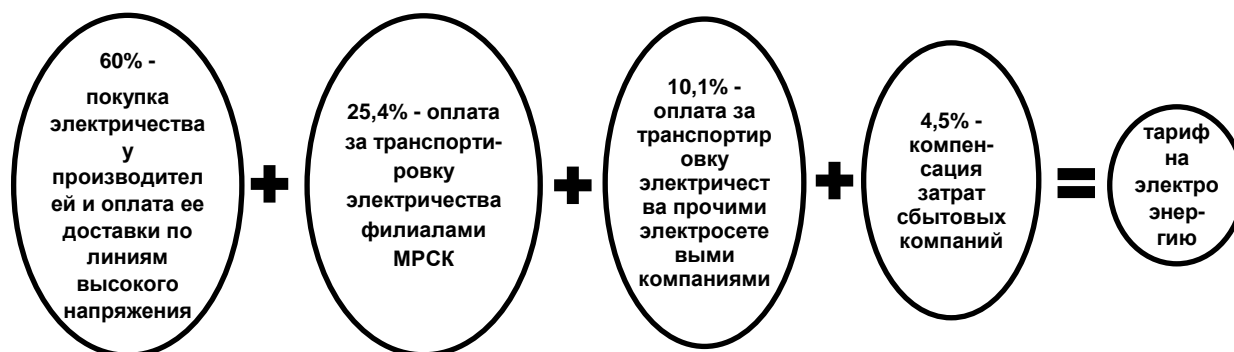 60% -
покупка
электричества
у
производител
ей и оплата ее
доставки по
линиям
высокого
напряжения
+
25,4% - оплата
за транспорти-
ровку
электричества
филиалами
МРСК
+
10,1% -
оплата за
транспортир
овку
электричест
ва прочими
электросете
выми
компаниями
+
4,5% -
компен-
сация
затрат
сбытовых
компаний
=
тариф
на
электро
энер-
гию